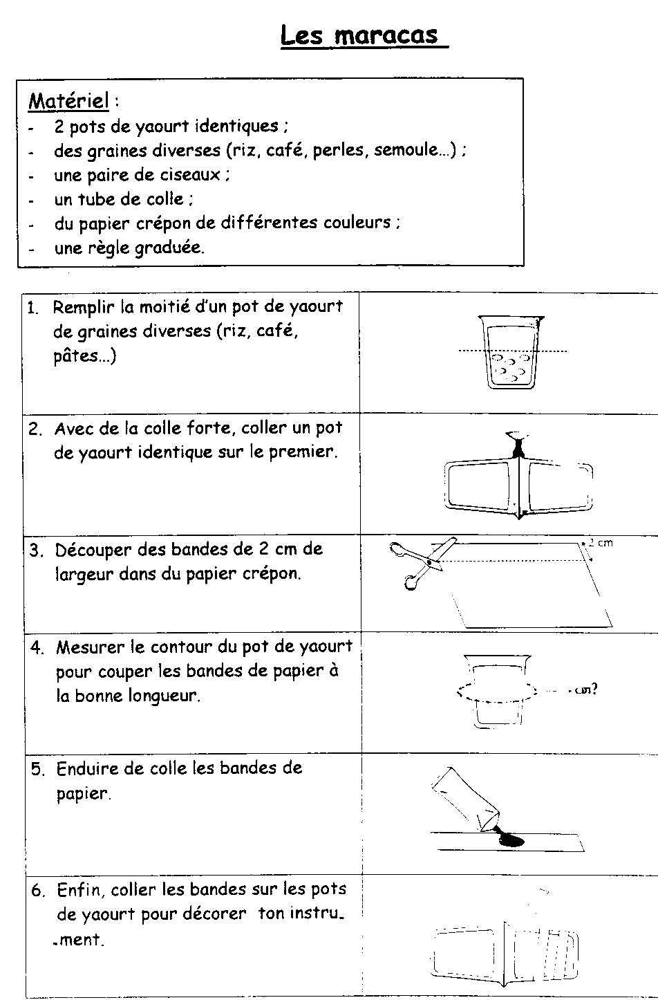 Les maracas
Matériel :
- 2 pots de yaourt identiques ;
- des graines diverses (riz, café, perles, semoule...) ;
- une paire de ciseaux ;
- un tube de colle ;
- du papier crépon de différentes couleurs ;
- une règle graduée.
1. Remplir la moitié d'un pot de yaourt
de graines diverses (riz, café,
pâtes...)
2. Avec de la colle forte, coller un pot
de yaourt identique sur le premier.
3. Découper des bandes de 2 cm de
largeur dans du papier crépon.
2 cm
4. Mesurer le contour du pot de yaourt
pour couper les bandes de papier à
la bonne longueur.
cm?
5. Enduire de colle les bandes de
papier.
6. Enfin, coller les bandes sur les pots
de yaourt pour décorer ton instru-
-ment.